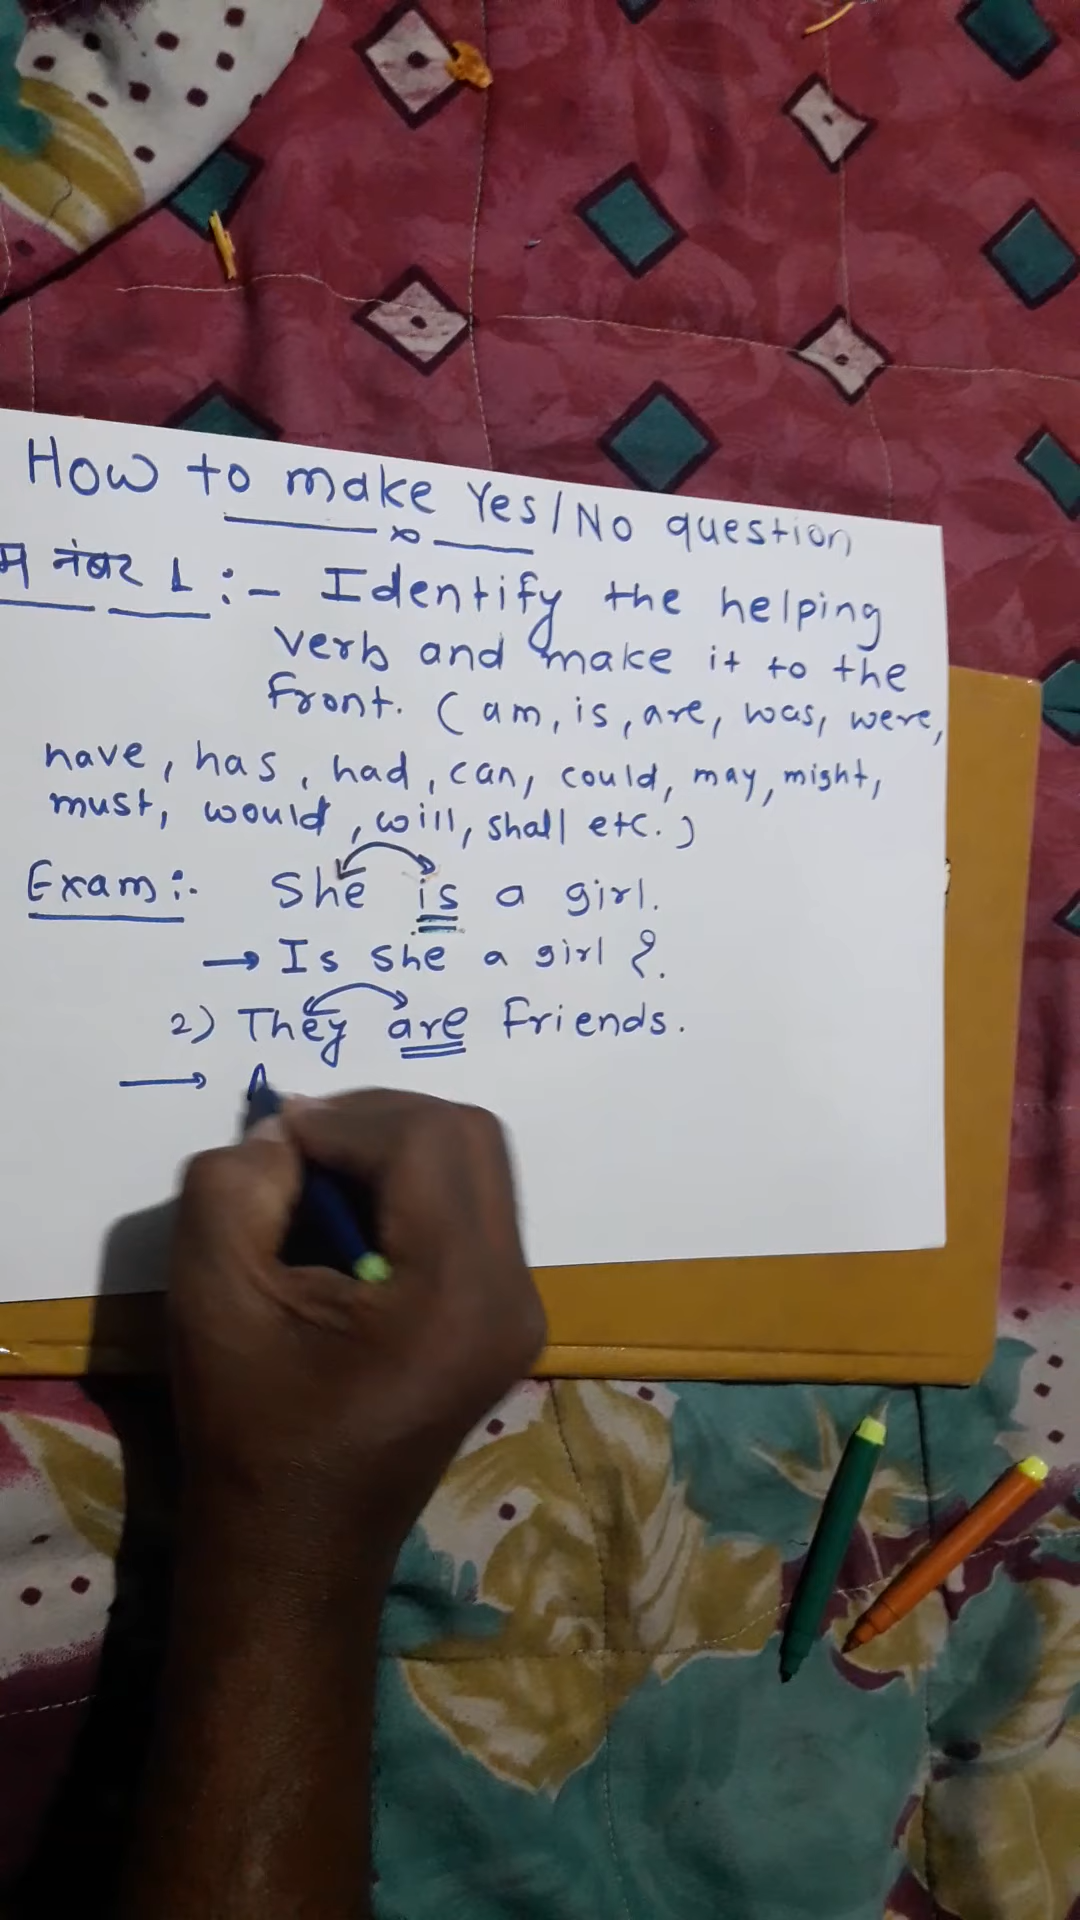 How to make Yes/No question
म नंबर 1 :- Identify the helping
verb and make it to the
front. (am, is, are, was, were,
have, has, had, can, could, may, might,
must, would, will, shall etc.)
Exam:- She is a girl.
→ Is she a girl ?.
2) They are friends.
→ A